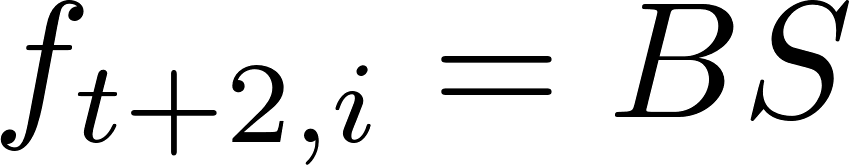 f_{t+2,i} = BS